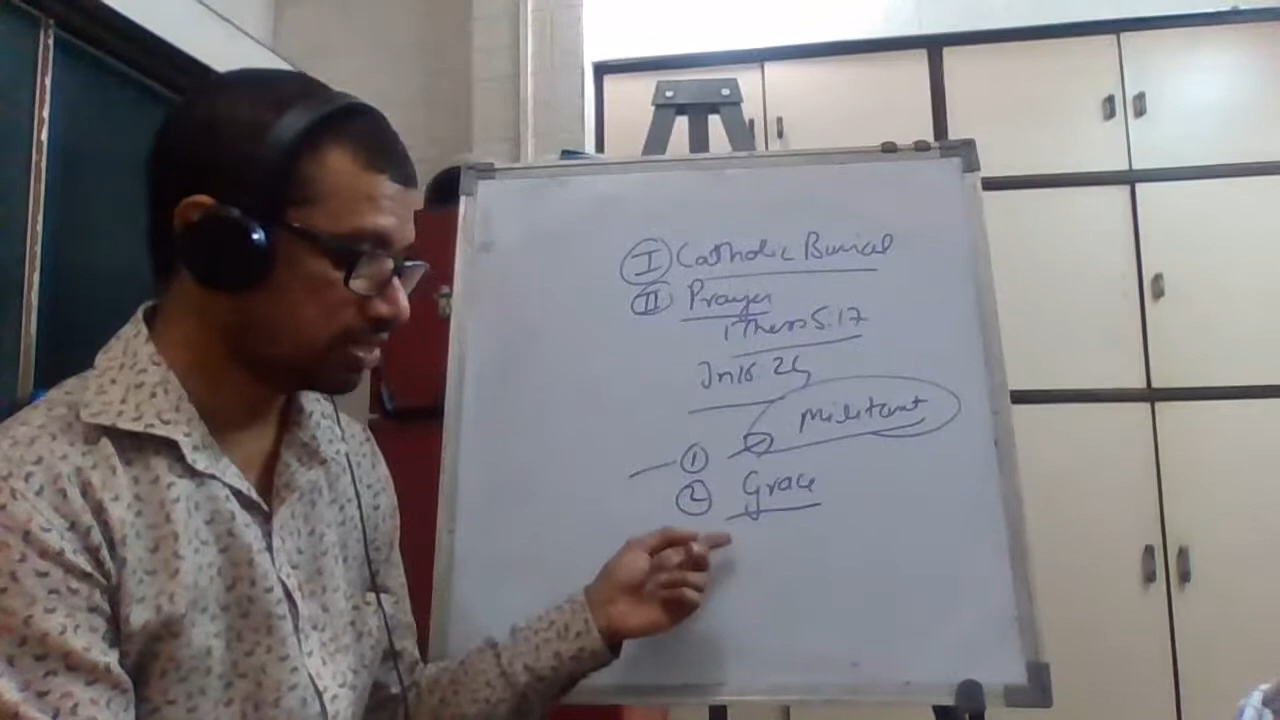 I Catholic Burial
II Prayer
1 Thess 5.17
Jn 16. 24
Militant
1
2 Grace